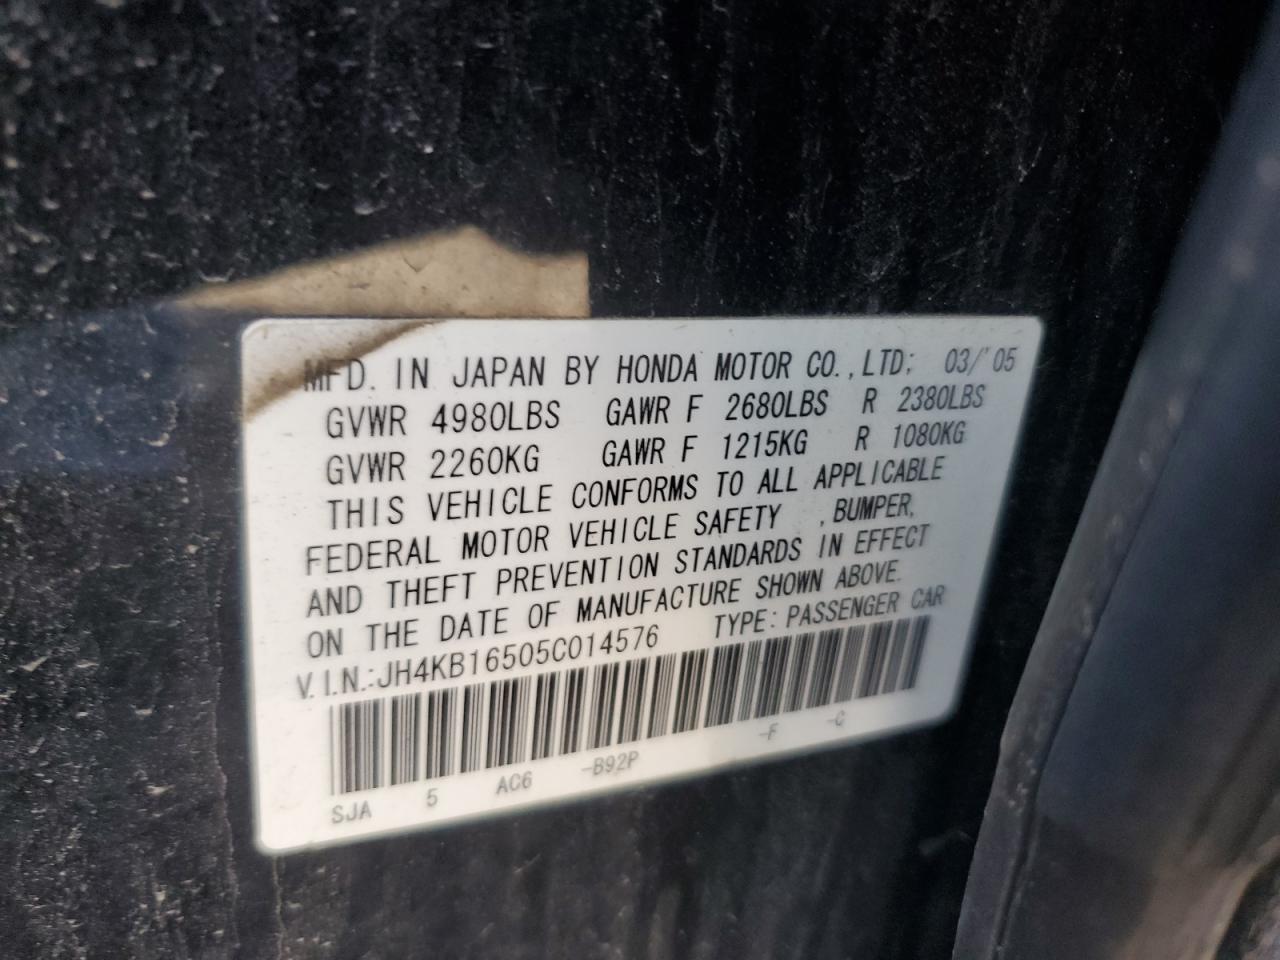 MFD. IN JAPAN BY HONDA MOTOR CO.,LTD; 03/'05
GVWR 4980LBS GAWR F 2680LBS R 2380LBS
GVWR 2260KG GAWR F 1215KG R 1080KG
THIS VEHICLE CONFORMS TO ALL APPLICABLE
FEDERAL MOTOR VEHICLE SAFETY , BUMPER,
AND THEFT PREVENTION STANDARDS IN EFFECT
ON THE DATE OF MANUFACTURE SHOWN ABOVE.
V.I.N.:JH4KB16505C014576 TYPE: PASSENGER CAR
SJA 5 AC6 -B92P -F -C